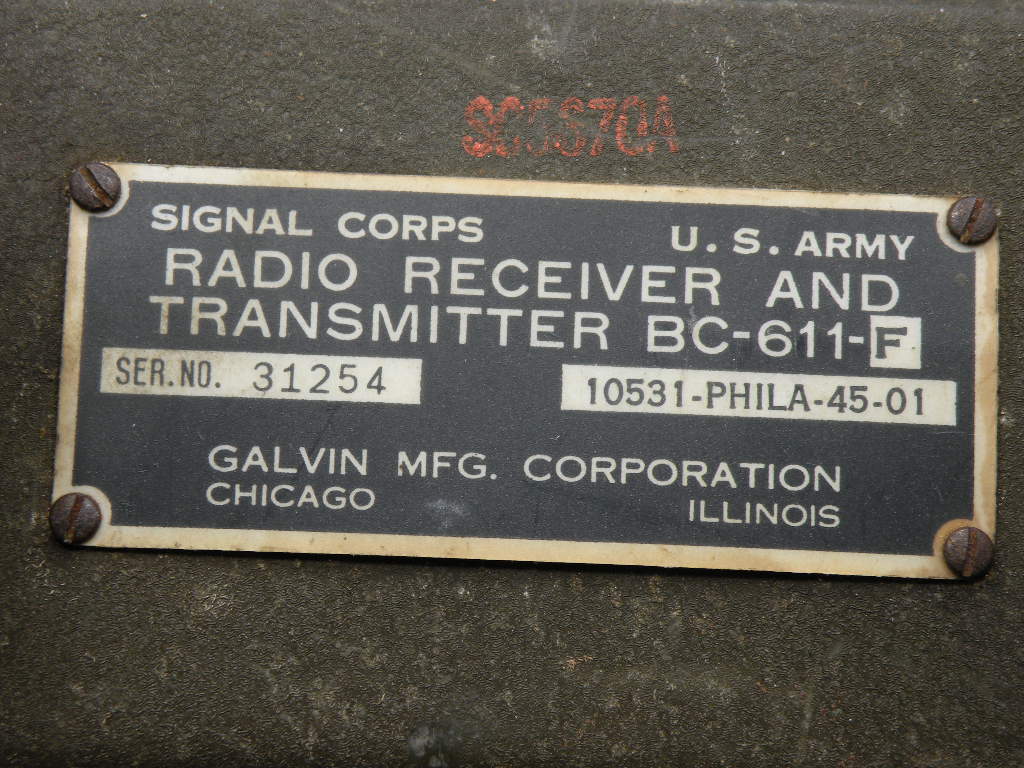 SC5870A
SIGNAL CORPS U. S. ARMY
RADIO RECEIVER AND
TRANSMITTER BC-611-F
SER. NO. 31254 10531-PHILA-45-01
GALVIN MFG. CORPORATION
CHICAGO ILLINOIS